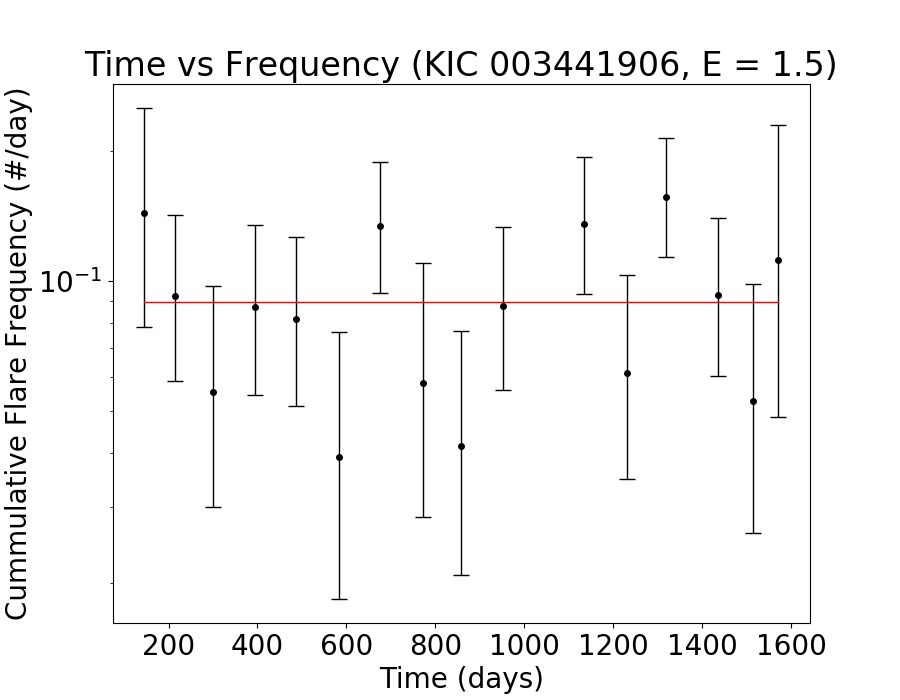 Time vs Frequency (KIC 003441906, E = 1.5)
Cummulative Flare Frequency (#/day)
10⁻¹
200 400 600 800 1000 1200 1400 1600
Time (days)